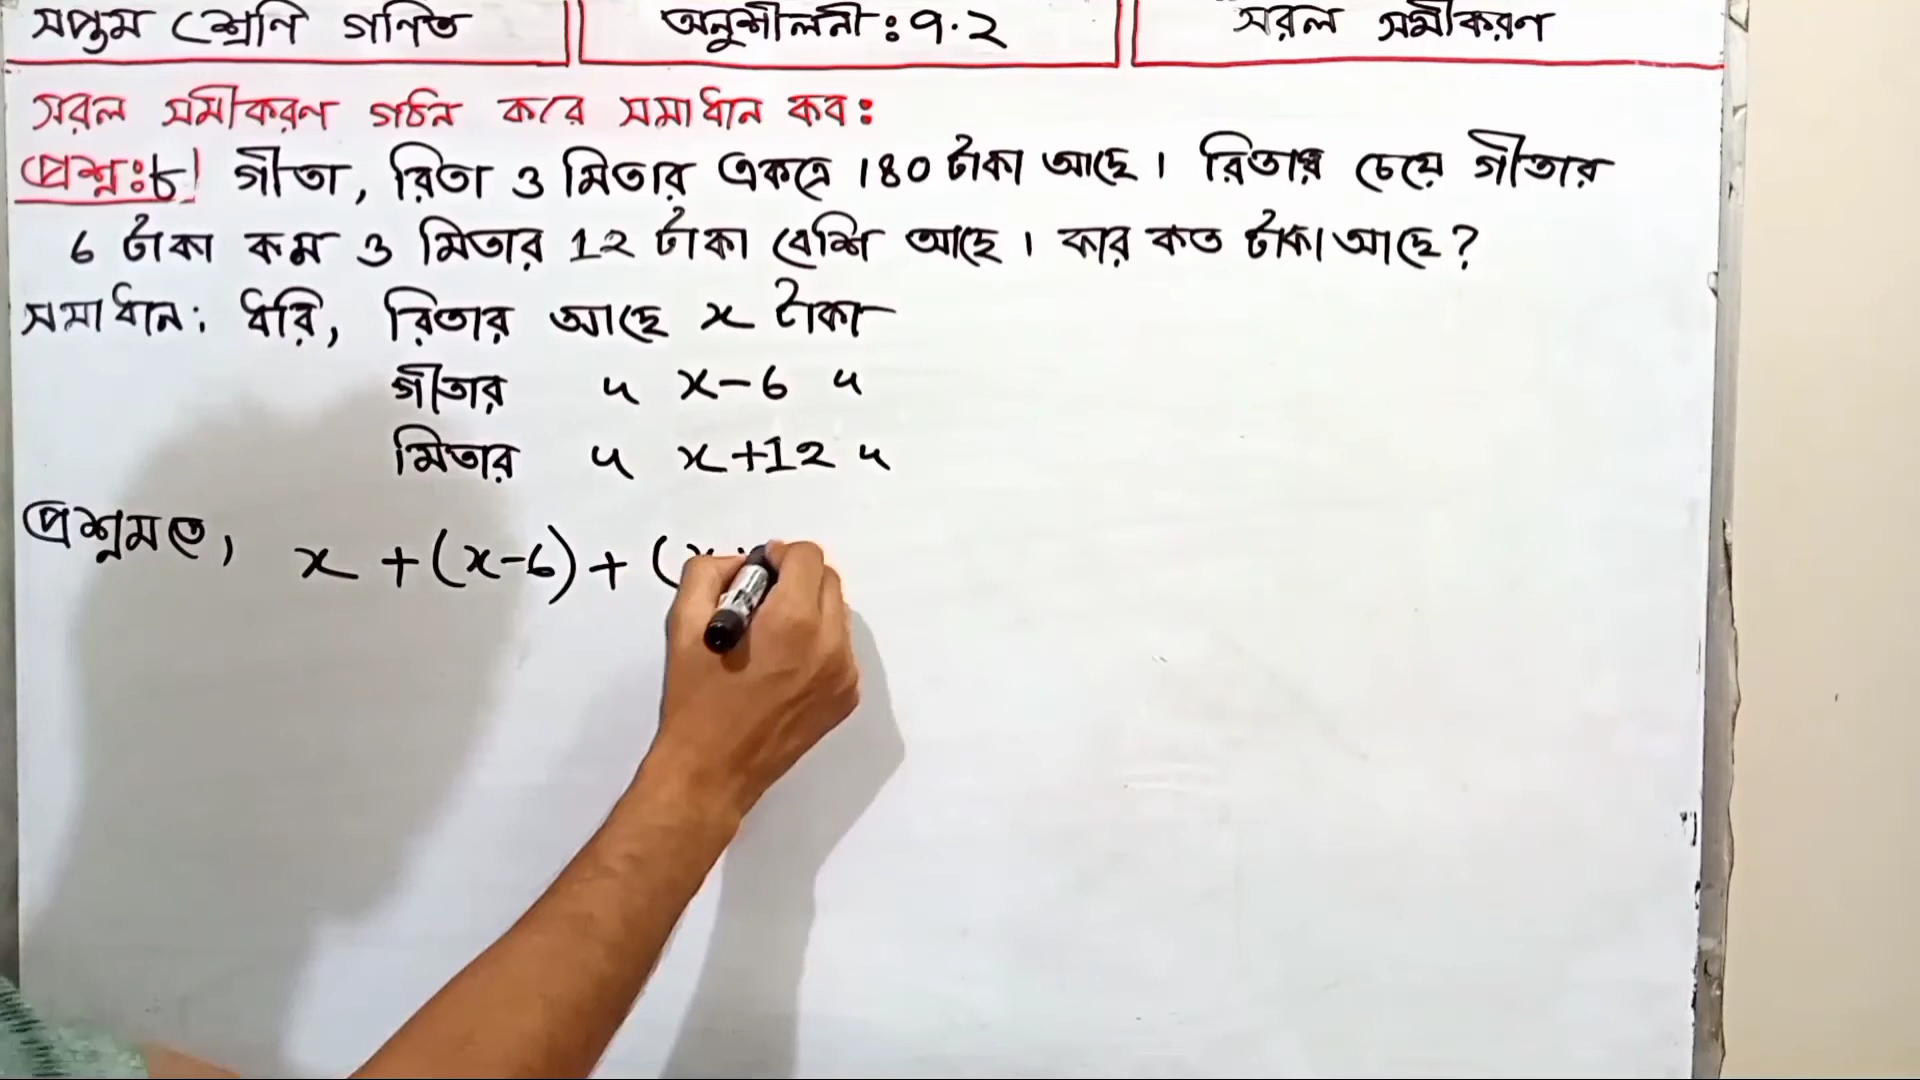 সপ্তম শ্রেণি গণিত
অনুশীলনী: ৭.২
সরল সমীকরণ
সরল সমীকরণ গঠন করে সমাধান কর:
প্রশ্ন:৮। গীতা, রিতা ও মিতার একত্রে 180 টাকা আছে। রিতার চেয়ে গীতার
6 টাকা কম ও মিতার 12 টাকা বেশি আছে। কার কত টাকা আছে?
সমাধান: ধরি, রিতার আছে x টাকা
গীতার " x-6 "
মিতার " x+12 "
প্রশ্নমতে, x + (x-6) + (x